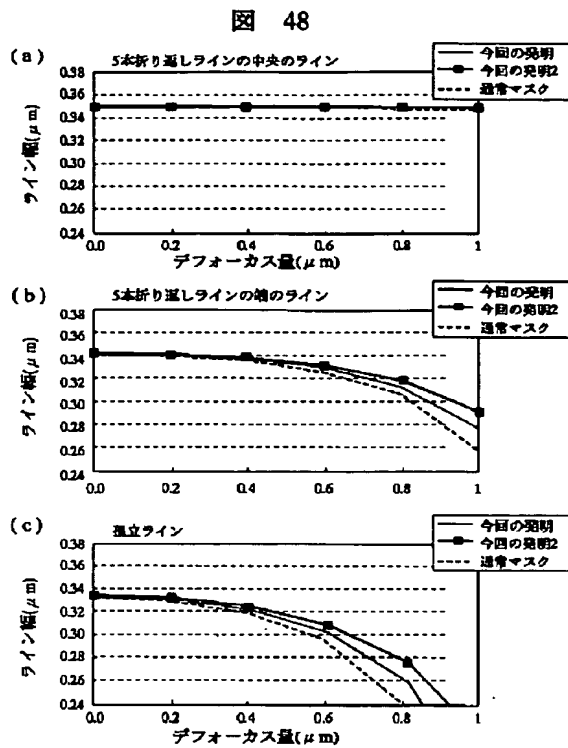 図 48
(a)
5本折り返しラインの中央のライン
今回の発明
今回の発明2
通常マスク
ライン幅(μm)
0.38
0.36
0.34
0.32
0.30
0.28
0.26
0.24
0.0 0.2 0.4 0.6 0.8 1
デフォーカス量(μm)
(b)
5本折り返しラインの端のライン
今回の発明
今回の発明2
通常マスク
ライン幅(μm)
0.38
0.36
0.34
0.32
0.30
0.28
0.26
0.24
0.0 0.2 0.4 0.6 0.8 1
デフォーカス量(μm)
(c)
孤立ライン
今回の発明
今回の発明2
通常マスク
ライン幅(μm)
0.38
0.36
0.34
0.32
0.30
0.28
0.26
0.24
0.0 0.2 0.4 0.6 0.8 1
デフォーカス量(μm)